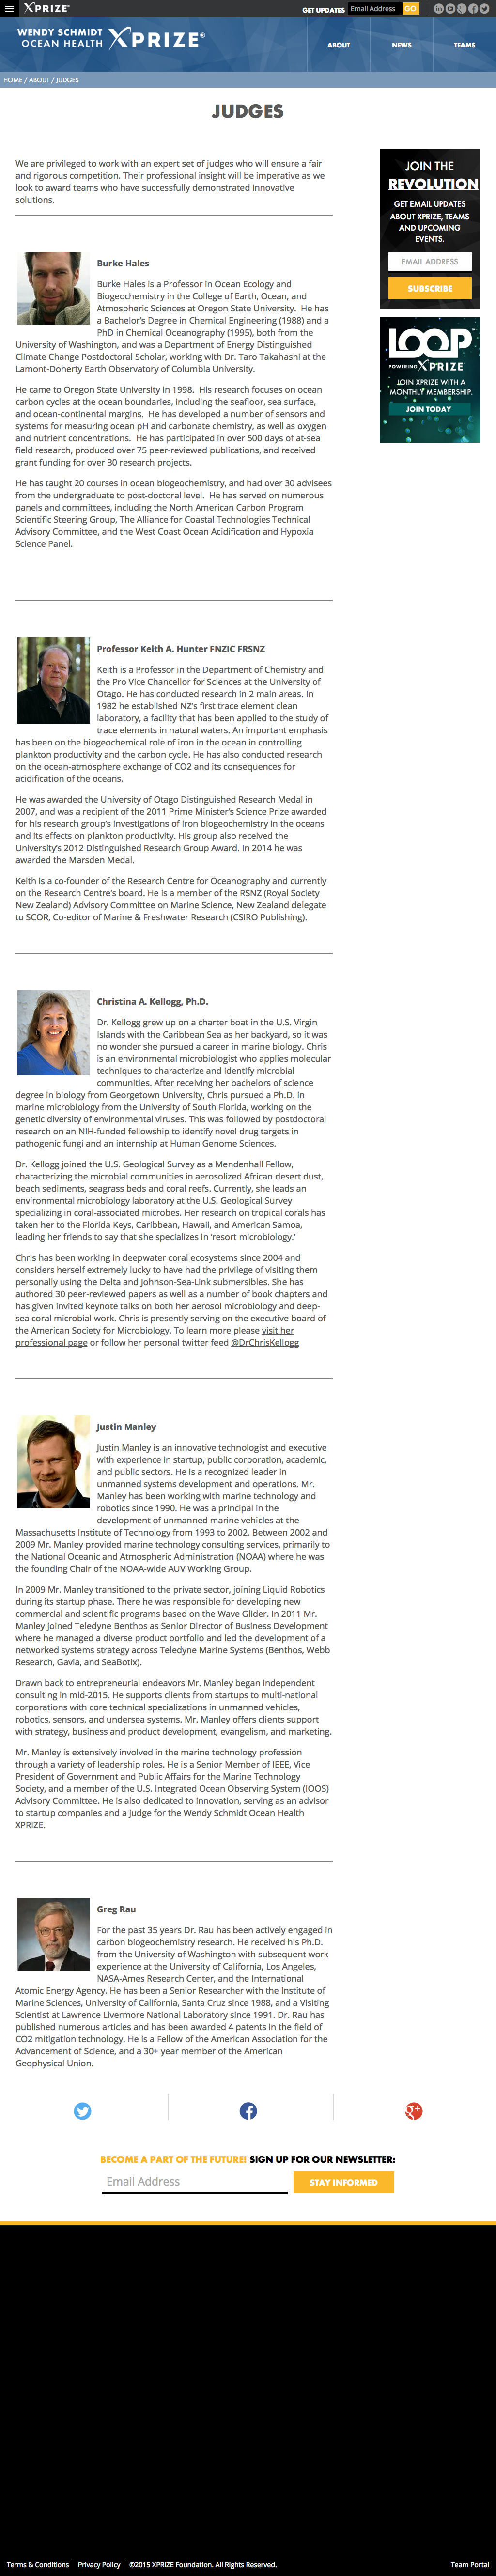 XPRIZE®
GET UPDATES
Email Address
GO
WENDY SCHMIDT
OCEAN HEALTH
XPRIZE®
ABOUT
NEWS
TEAMS
HOME / ABOUT / JUDGES
JUDGES
We are privileged to work with an expert set of judges who will ensure a fair
and rigorous competition. Their professional insight will be imperative as we
look to award teams who have successfully demonstrated innovative
solutions.
JOIN THE
REVOLUTION
GET EMAIL UPDATES
ABOUT XPRIZE, TEAMS
AND UPCOMING
EVENTS.
EMAIL ADDRESS
SUBSCRIBE
LOOP
POWERING XPRIZE
JOIN XPRIZE WITH A
MONTHLY MEMBERSHIP.
JOIN TODAY
Burke Hales
Burke Hales is a Professor in Ocean Ecology and
Biogeochemistry in the College of Earth, Ocean, and
Atmospheric Sciences at Oregon State University.  He has
a Bachelor's Degree in Chemical Engineering (1988) and a
PhD in Chemical Oceanography (1995), both from the
University of Washington, and was a Department of Energy Distinguished
Climate Change Postdoctoral Scholar, working with Dr. Taro Takahashi at the
Lamont-Doherty Earth Observatory of Columbia University.
He came to Oregon State University in 1998.  His research focuses on ocean
carbon cycles at the ocean boundaries, including the seafloor, sea surface,
and ocean-continental margins.  He has developed a number of sensors and
systems for measuring ocean pH and carbonate chemistry, as well as oxygen
and nutrient concentrations.  He has participated in over 500 days of at-sea
field research, produced over 75 peer-reviewed publications, and received
grant funding for over 30 research projects.
He has taught 20 courses in ocean biogeochemistry, and had over 30 advisees
from the undergraduate to post-doctoral level.  He has served on numerous
panels and committees, including the North American Carbon Program
Scientific Steering Group, The Alliance for Coastal Technologies Technical
Advisory Committee, and the West Coast Ocean Acidification and Hypoxia
Science Panel.
Professor Keith A. Hunter FNZIC FRSNZ
Keith is a Professor in the Department of Chemistry and
the Pro Vice Chancellor for Sciences at the University of
Otago. He has conducted research in 2 main areas. In
1982 he established NZ's first trace element clean
laboratory, a facility that has been applied to the study of
trace elements in natural waters. An important emphasis
has been on the biogeochemical role of iron in the ocean in controlling
plankton productivity and the carbon cycle. He has also conducted research
on the ocean-atmosphere exchange of CO2 and its consequences for
acidification of the oceans.
He was awarded the University of Otago Distinguished Research Medal in
2007, and was a recipient of the 2011 Prime Minister's Science Prize awarded
for his research group's investigations of iron biogeochemistry in the oceans
and its effects on plankton productivity. His group also received the
University's 2012 Distinguished Research Group Award. In 2014 he was
awarded the Marsden Medal.
Keith is a co-founder of the Research Centre for Oceanography and currently
on the Research Centre's board. He is a member of the RSNZ (Royal Society
New Zealand) Advisory Committee on Marine Science, New Zealand delegate
to SCOR, Co-editor of Marine & Freshwater Research (CSIRO Publishing).
Christina A. Kellogg, Ph.D.
Dr. Kellogg grew up on a charter boat in the U.S. Virgin
Islands with the Caribbean Sea as her backyard, so it was
no wonder she pursued a career in marine biology. Chris
is an environmental microbiologist who applies molecular
techniques to characterize and identify microbial
communities. After receiving her bachelors of science
degree in biology from Georgetown University, Chris pursued a Ph.D. in
marine microbiology from the University of South Florida, working on the
genetic diversity of environmental viruses. This was followed by postdoctoral
research on an NIH-funded fellowship to identify novel drug targets in
pathogenic fungi and an internship at Human Genome Sciences.
Dr. Kellogg joined the U.S. Geological Survey as a Mendenhall Fellow,
characterizing the microbial communities in aerosolized African desert dust,
beach sediments, seagrass beds and coral reefs. Currently, she leads an
environmental microbiology laboratory at the U.S. Geological Survey
specializing in coral-associated microbes. Her research on tropical corals has
taken her to the Florida Keys, Caribbean, Hawaii, and American Samoa,
leading her friends to say that she specializes in 'resort microbiology.'
Chris has been working in deepwater coral ecosystems since 2004 and
considers herself extremely lucky to have had the privilege of visiting them
personally using the Delta and Johnson-Sea-Link submersibles. She has
authored 30 peer-reviewed papers as well as a number of book chapters and
has given invited keynote talks on both her aerosol microbiology and deep-
sea coral microbial work. Chris is presently serving on the executive board of
the American Society for Microbiology. To learn more please visit her
professional page or follow her personal twitter feed @DrChrisKellogg
Justin Manley
Justin Manley is an innovative technologist and executive
with experience in startup, public corporation, academic,
and public sectors. He is a recognized leader in
unmanned systems development and operations. Mr.
Manley has been working with marine technology and
robotics since 1990. He was a principal in the
development of unmanned marine vehicles at the
Massachusetts Institute of Technology from 1993 to 2002. Between 2002 and
2009 Mr. Manley provided marine technology consulting services, primarily to
the National Oceanic and Atmospheric Administration (NOAA) where he was
the founding Chair of the NOAA-wide AUV Working Group.
In 2009 Mr. Manley transitioned to the private sector, joining Liquid Robotics
during its startup phase. There he was responsible for developing new
commercial and scientific programs based on the Wave Glider. In 2011 Mr.
Manley joined Teledyne Benthos as Senior Director of Business Development
where he managed a diverse product portfolio and led the development of a
networked systems strategy across Teledyne Marine Systems (Benthos, Webb
Research, Gavia, and SeaBotix).
Drawn back to entrepreneurial endeavors Mr. Manley began independent
consulting in mid-2015. He supports clients from startups to multi-national
corporations with core technical specializations in unmanned vehicles,
robotics, sensors, and undersea systems. Mr. Manley offers clients support
with strategy, business and product development, evangelism, and marketing.
Mr. Manley is extensively involved in the marine technology profession
through a variety of leadership roles. He is a Senior Member of IEEE, Vice
President of Government and Public Affairs for the Marine Technology
Society, and a member of the U.S. Integrated Ocean Observing System (IOOS)
Advisory Committee. He is also dedicated to innovation, serving as an advisor
to startup companies and a judge for the Wendy Schmidt Ocean Health
XPRIZE.
Greg Rau
For the past 35 years Dr. Rau has been actively engaged in
carbon biogeochemistry research. He received his Ph.D.
from the University of Washington with subsequent work
experience at the University of California, Los Angeles,
NASA-Ames Research Center, and the International
Atomic Energy Agency. He has been a Senior Researcher with the Institute of
Marine Sciences, University of California, Santa Cruz since 1988, and a Visiting
Scientist at Lawrence Livermore National Laboratory since 1991. Dr. Rau has
published numerous articles and has been awarded 4 patents in the field of
CO2 mitigation technology. He is a Fellow of the American Association for the
Advancement of Science, and a 30+ year member of the American
Geophysical Union.
BECOME A PART OF THE FUTURE! SIGN UP FOR OUR NEWSLETTER:
Email Address
STAY INFORMED
Terms & Conditions
Privacy Policy
©2015 XPRIZE Foundation. All Rights Reserved.
Team Portal